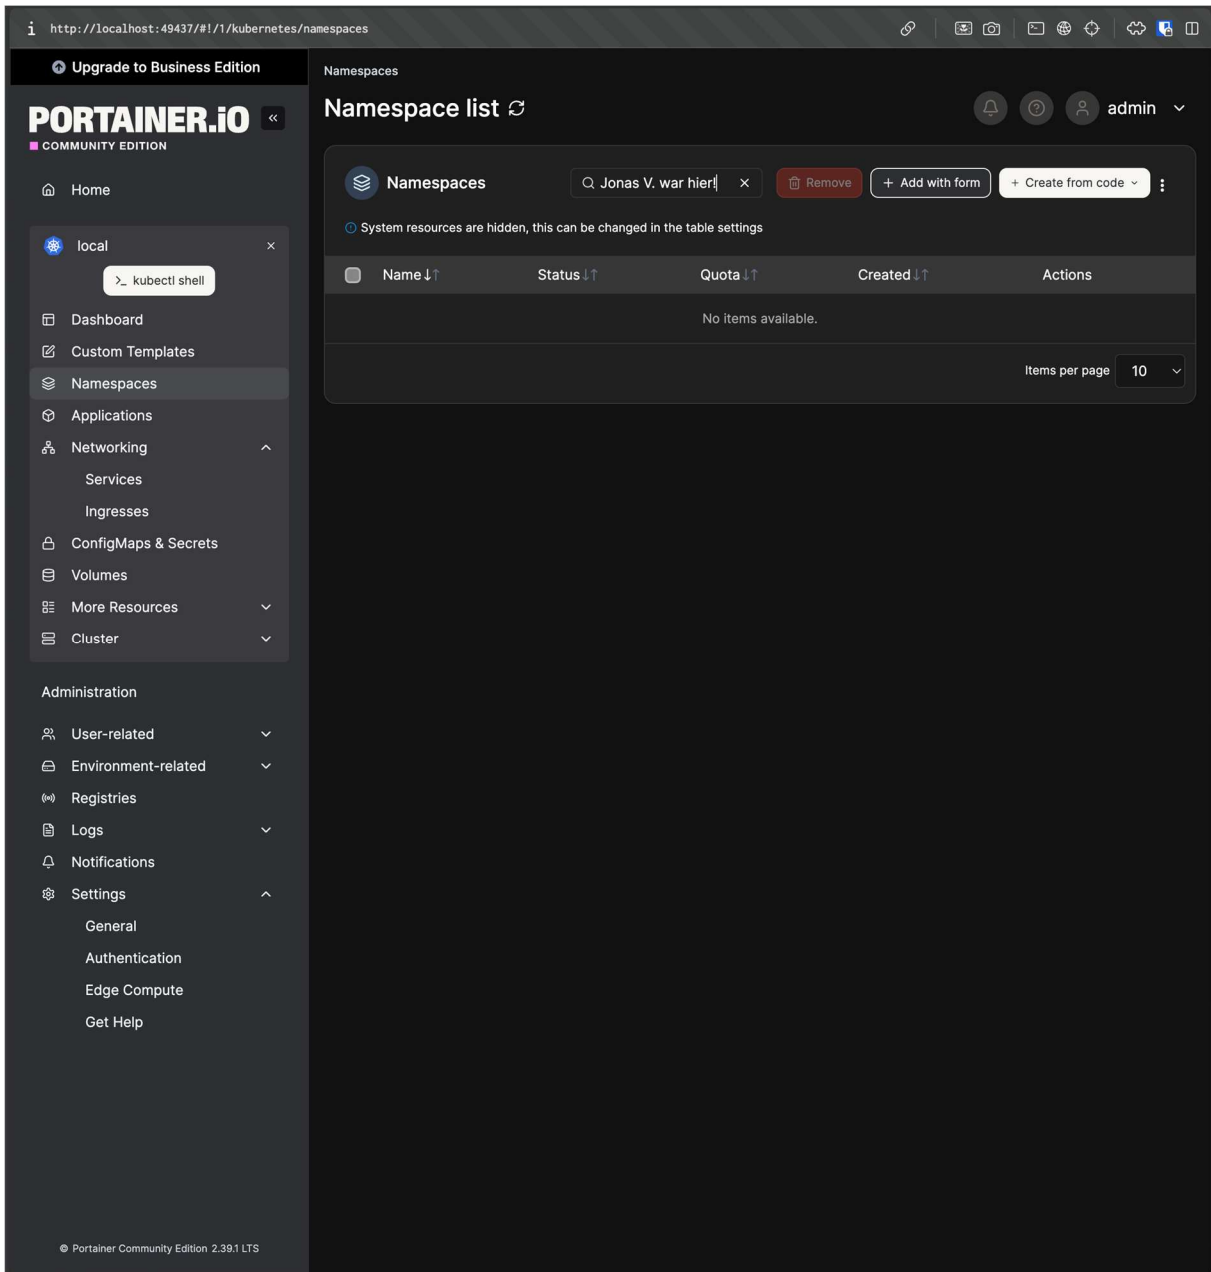 http://localhost:49437/#!/1/kubernetes/namespaces
Upgrade to Business Edition
PORTAINER.iO
COMMUNITY EDITION
Home
local
>_ kubectl shell
Dashboard
Custom Templates
Namespaces
Applications
Networking
Services
Ingresses
ConfigMaps & Secrets
Volumes
More Resources
Cluster
Administration
User-related
Environment-related
Registries
Logs
Notifications
Settings
General
Authentication
Edge Compute
Get Help
© Portainer Community Edition 2.39.1 LTS
Namespaces
Namespace list
admin
Namespaces
Jonas V. war hier!
Remove
+ Add with form
+ Create from code
System resources are hidden, this can be changed in the table settings
Name Status Quota Created Actions
No items available.
Items per page 10